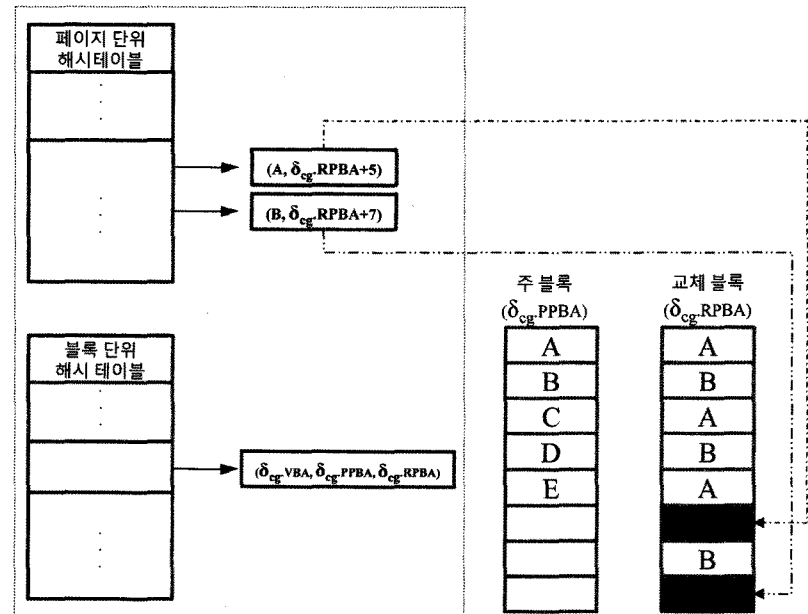 페이지 단위
해시테이블
(A, δcg.RPBA+5)
(B, δcg.RPBA+7)
블록 단위
해시 테이블
(δcg.VBA, δcg.PPBA, δcg.RPBA)
주 블록
(δcg.PPBA)
A
B
C
D
E
교체 블록
(δcg.RPBA)
A
B
A
B
A
B